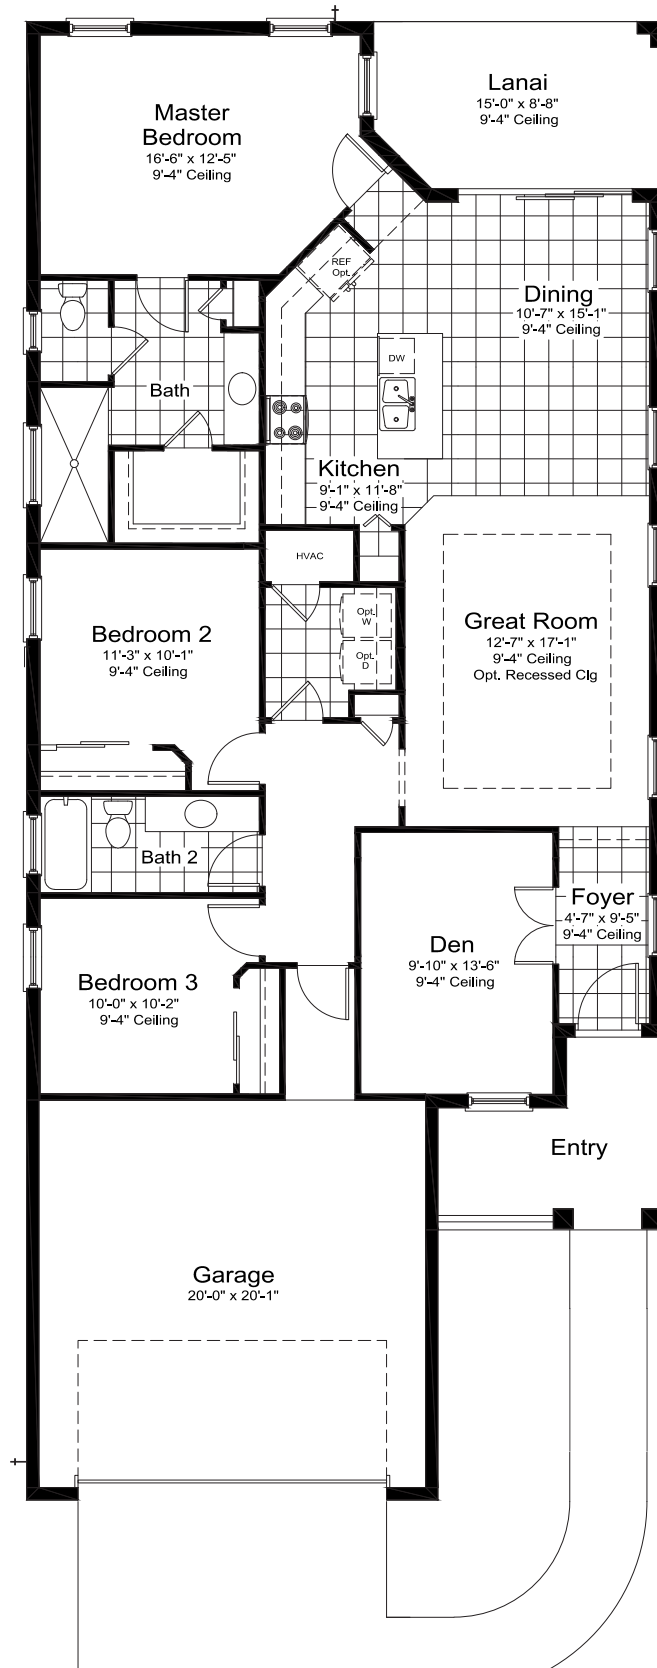 Lanai
15'-0" x 8'-8"
9'-4" Ceiling
Master
Bedroom
16'-6" x 12'-5"
9'-4" Ceiling
REF
Opt.
Dining
10'-7" x 15'-1"
9'-4" Ceiling
DW
Bath
Kitchen
9'-1" x 11'-8"
9'-4" Ceiling
HVAC
Opt.
W
Opt.
D
Great Room
12'-7" x 17'-1"
9'-4" Ceiling
Opt. Recessed Clg
Bedroom 2
11'-3" x 10'-1"
9'-4" Ceiling
Bath 2
Foyer
4'-7" x 9'-5"
9'-4" Ceiling
Den
9'-10" x 13'-6"
9'-4" Ceiling
Bedroom 3
10'-0" x 10'-2"
9'-4" Ceiling
Entry
Garage
20'-0" x 20'-1"